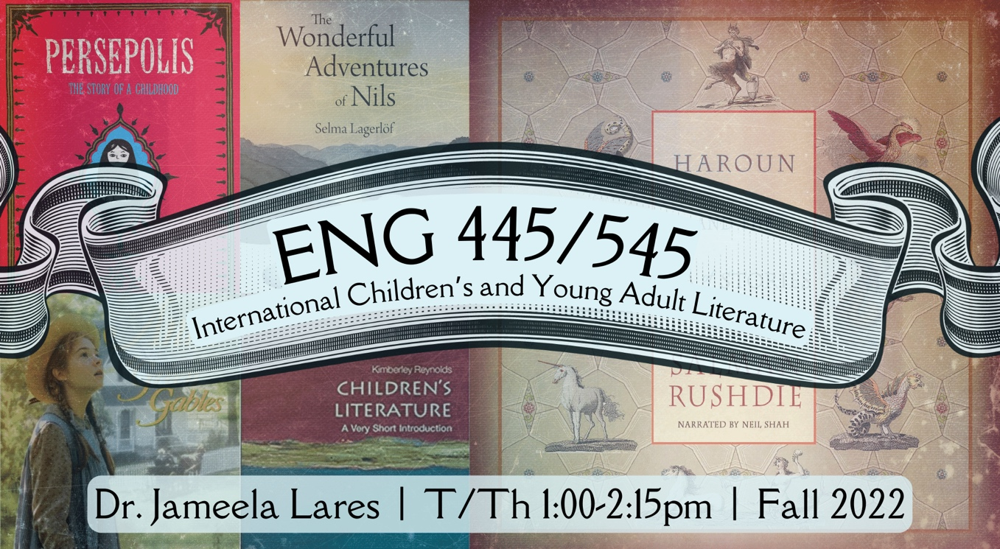 PERSEPOLIS
THE STORY OF A CHILDHOOD
The
Wonderful
Adventures
of Nils
Selma Lagerlöf
HAROUN
ENG 445/545
International Children's and Young Adult Literature
Gables
Kimberley Reynolds
CHILDREN'S
LITERATURE
A Very Short Introduction
RUSHDIE
NARRATED BY NEIL SHAH
Dr. Jameela Lares | T/Th 1:00-2:15pm | Fall 2022